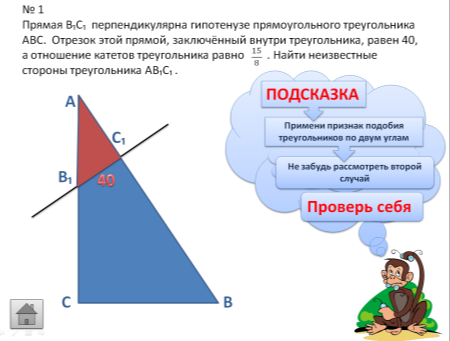 № 1
Прямая B₁C₁ перпендикулярна гипотенузе прямоугольного треугольника
ABC. Отрезок этой прямой, заключённый внутри треугольника, равен 40,
а отношение катетов треугольника равно 15/8 . Найти неизвестные
стороны треугольника AB₁C₁ .
ПОДСКАЗКА
Примени признак подобия
треугольников по двум углам
Не забудь рассмотреть второй
случай
Проверь себя
A
C₁
B₁
40
C
B